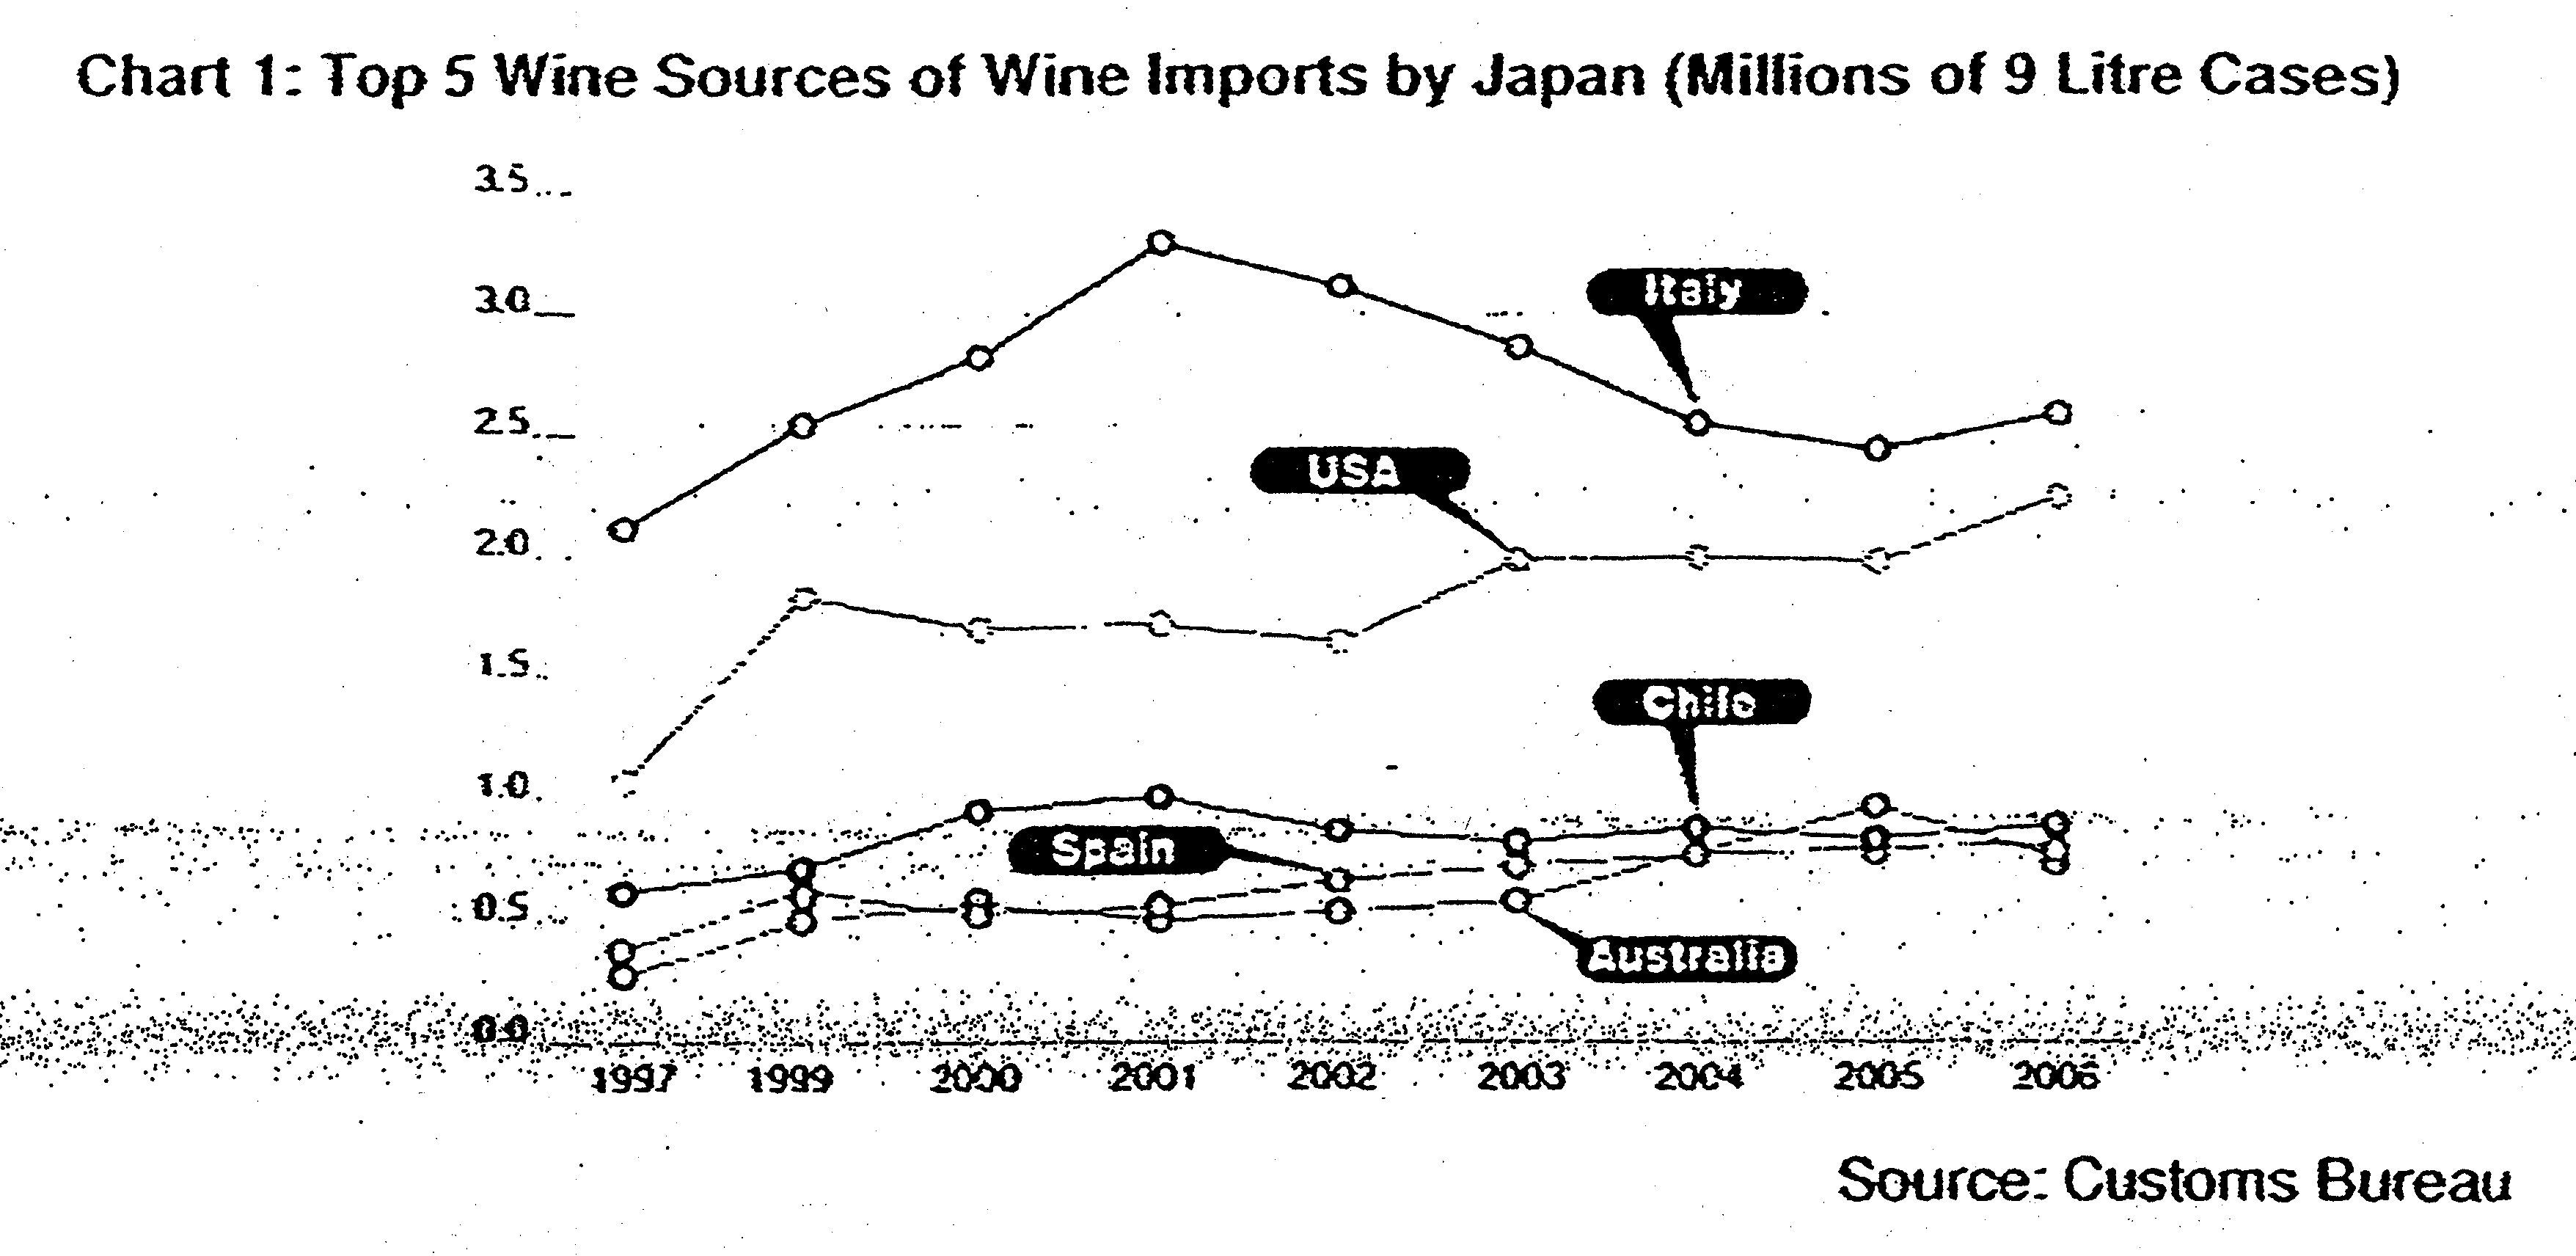 Chart 1: Top 5 Wine Sources of Wine Imports by Japan (Millions of 9 Litre Cases)
3.5
3.0
Italy
2.5
USA
2.0
1.5
Chile
1.0
Spain
0.5
Australia
0.0
1997 1999 2000 2001 2002 2003 2004 2005 2006
Source: Customs Bureau